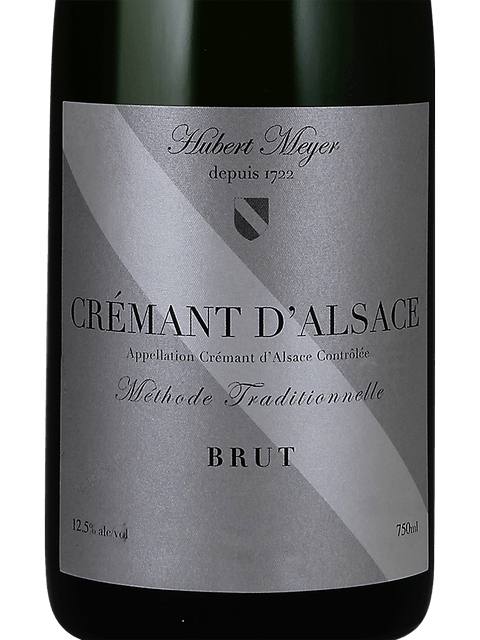 Hubert Meyer
depuis 1722
CRÉMANT D'ALSACE
Appellation Crémant d'Alsace Contrôlée
Méthode Traditionnelle
BRUT
12.5% alc/vol
750ml